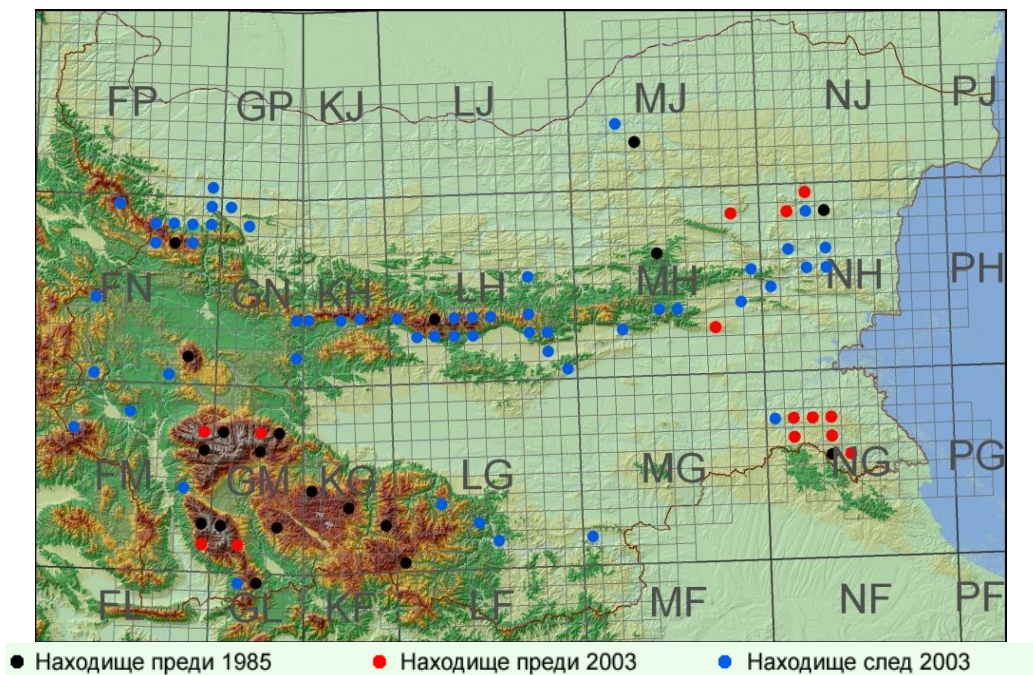 FP GP KJ LJ MJ NJ PJ
FN GN KH LH MH NH PH
FM GM KG LG MG NG PG
FL GL KF LF MF NF PF
Находище преди 1985 Находище преди 2003 Находище след 2003